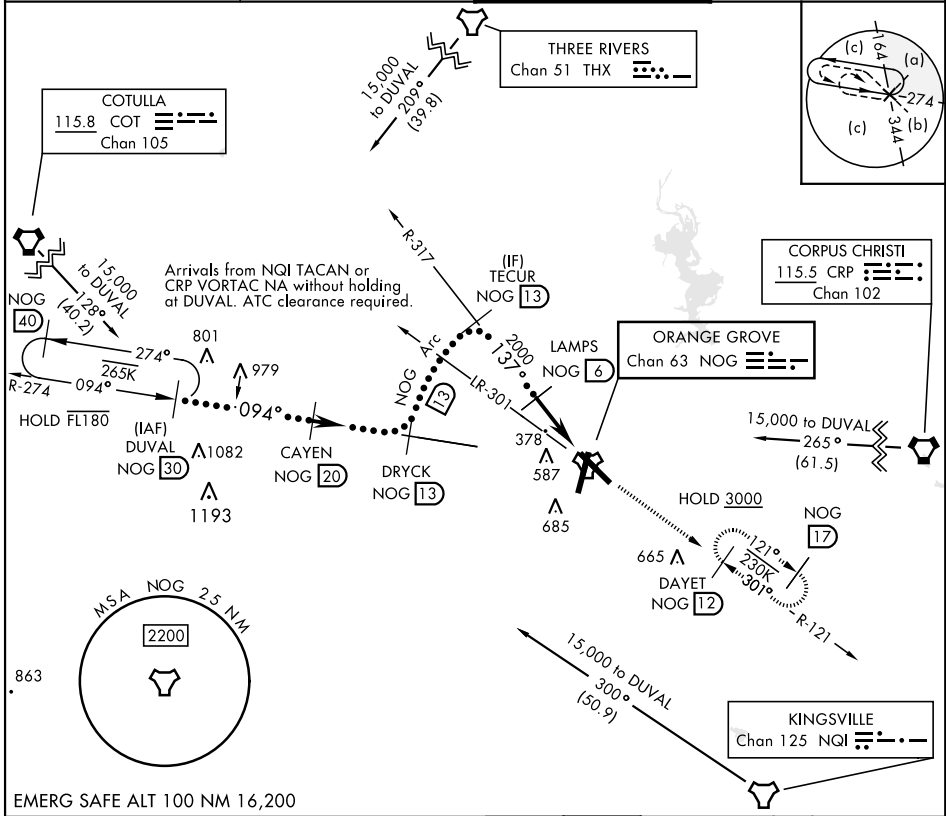 THREE RIVERS
Chan 51 THX
15,000
to DUVAL
209°
(39.8)
(c)
164
(a)
274
(b)
344
(c)
COTULLA
115.8 COT
Chan 105
15,000
to DUVAL
128°
(40.2)
Arrivals from NQI TACAN or
CRP VORTAC NA without holding
at DUVAL. ATC clearance required.
R-317
(IF)
TECUR
NOG 13
CORPUS CHRISTI
115.5 CRP
Chan 102
NOG
40
274°
265K
094°
R-274
HOLD FL180
801
979
094°
Arc
NOG
13
2000
137°
LR-301
LAMPS
NOG 6
ORANGE GROVE
Chan 63 NOG
15,000 to DUVAL
265°
(61.5)
(IAF)
DUVAL
NOG 30
1082
1193
CAYEN
NOG 20
DRYCK
NOG 13
378
587
685
HOLD 3000
NOG
17
121°
230K
301°
665
DAYET
NOG 12
R-121
MSA NOG 25 NM
2200
863
15,000 to DUVAL
300°
(50.9)
KINGSVILLE
Chan 125 NQI
EMERG SAFE ALT 100 NM 16,200